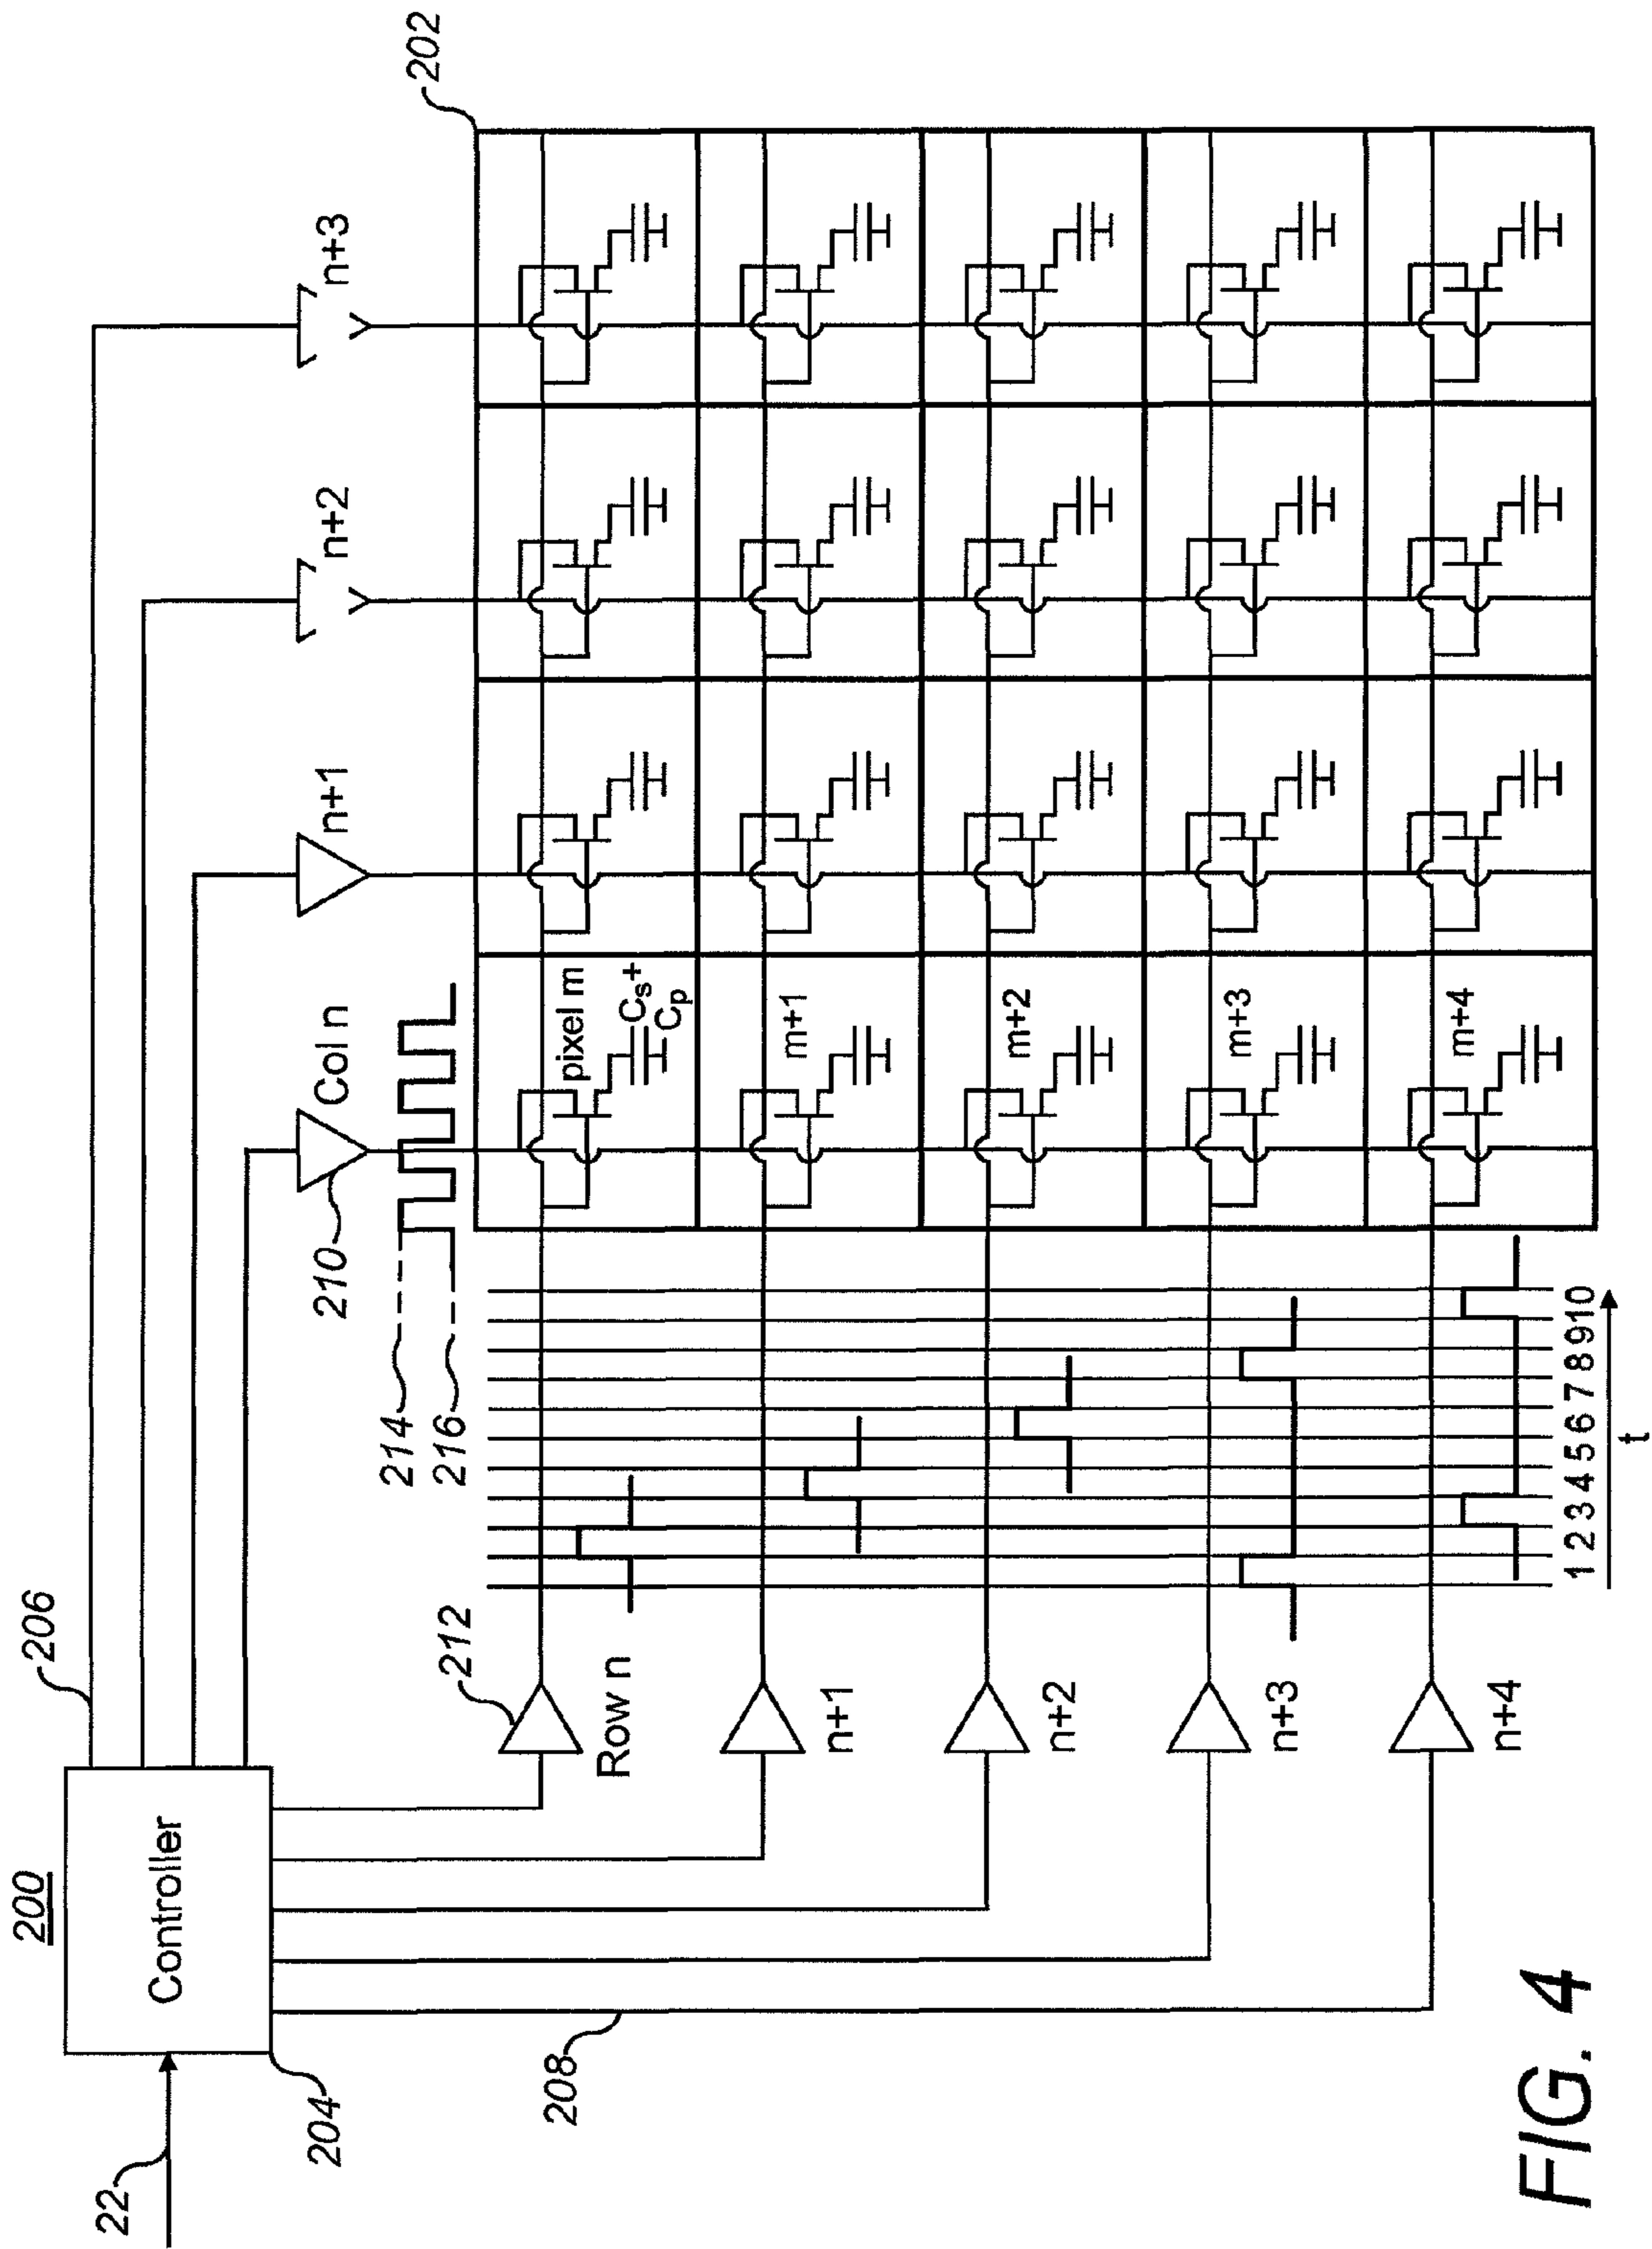 200
22
Controller
204
206
208
212
Row n
n+1
n+2
n+3
n+4
210
Col n
n+1
n+2
n+3
214
216
202
pixel m
Cs+
Cp
m+1
m+2
m+3
m+4
1 2 3 4 5 6 7 8 9 10
t
FIG. 4